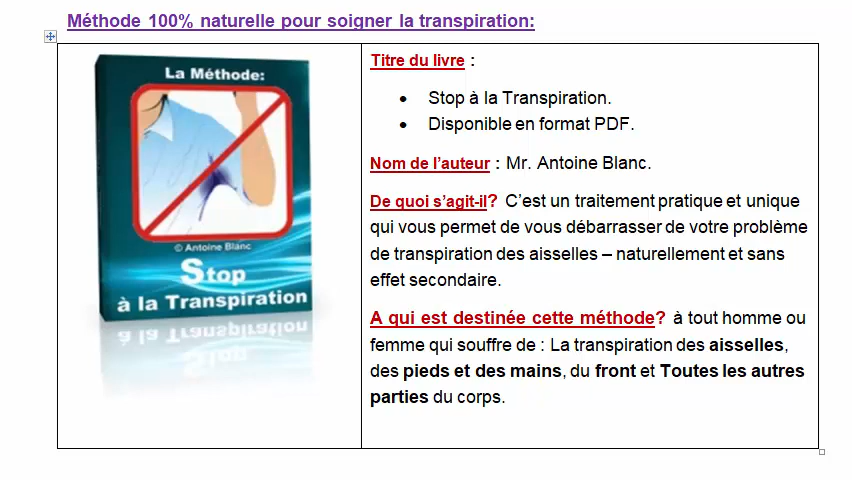 Méthode 100% naturelle pour soigner la transpiration:
La Méthode:
© Antoine Blanc
Stop
à la Transpiration
Titre du livre :
• Stop à la Transpiration.
• Disponible en format PDF.
Nom de l’auteur : Mr. Antoine Blanc.
De quoi s’agit-il? C’est un traitement pratique et unique
qui vous permet de vous débarrasser de votre problème
de transpiration des aisselles – naturellement et sans
effet secondaire.
A qui est destinée cette méthode? à tout homme ou
femme qui souffre de : La transpiration des aisselles,
des pieds et des mains, du front et Toutes les autres
parties du corps.